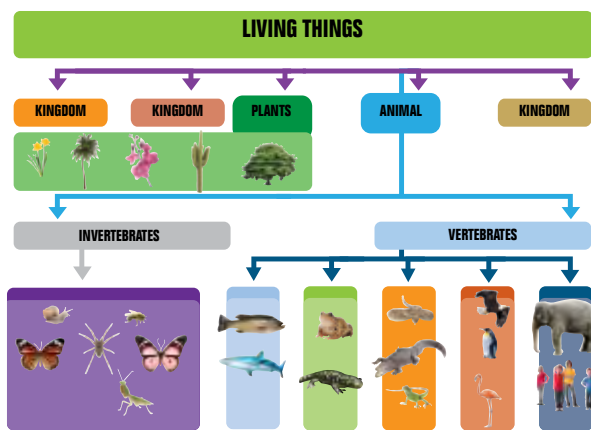 LIVING THINGS
KINGDOM
KINGDOM
PLANTS
ANIMAL
KINGDOM
INVERTEBRATES
VERTEBRATES